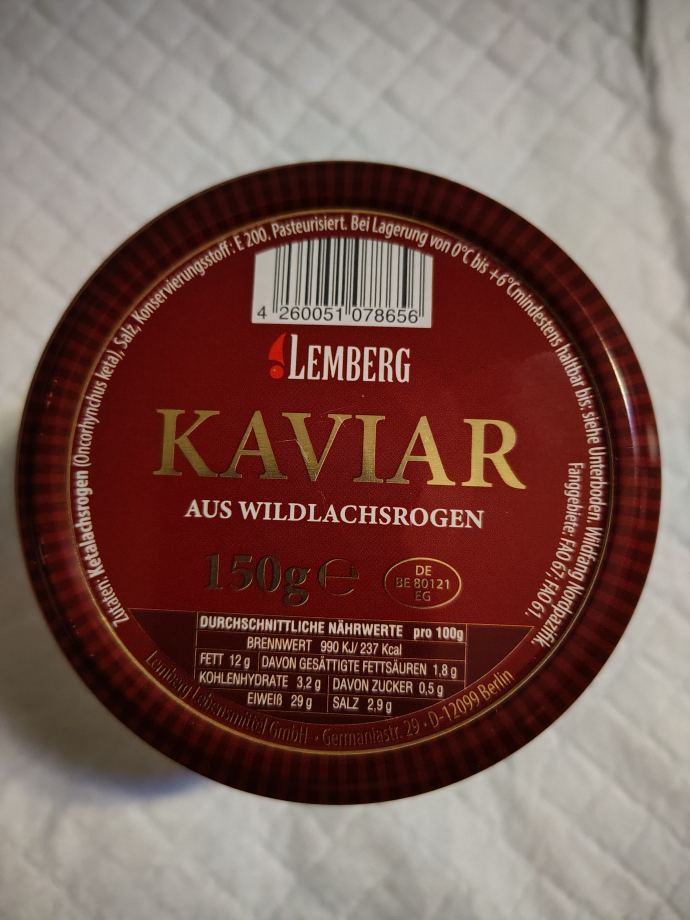 Zutaten: Ketalachsrogen (Oncorhynchus keta), Salz, Konservierungsstoff: E 200. Pasteurisiert. Bei Lagerung von 0°C bis +6°C mindestens haltbar bis: siehe Unterboden. Wildfang Nordpazifik.
Fanggebiete: FAO 67; FAO 61.
4 260051 078656
LEMBERG
KAVIAR
AUS WILDLACHSROGEN
150g e
DE
BE 80121
EG
DURCHSCHNITTLICHE NÄHRWERTE pro 100g
BRENNWERT 990 KJ/ 237 Kcal
FETT 12 g DAVON GESÄTTIGTE FETTSÄUREN 1,8 g
KOHLENHYDRATE 3,2 g DAVON ZUCKER 0,5 g
EIWEIß 29 g SALZ 2,9 g
Lemberg Lebensmittel GmbH · Germaniastr. 29 · D-12099 Berlin